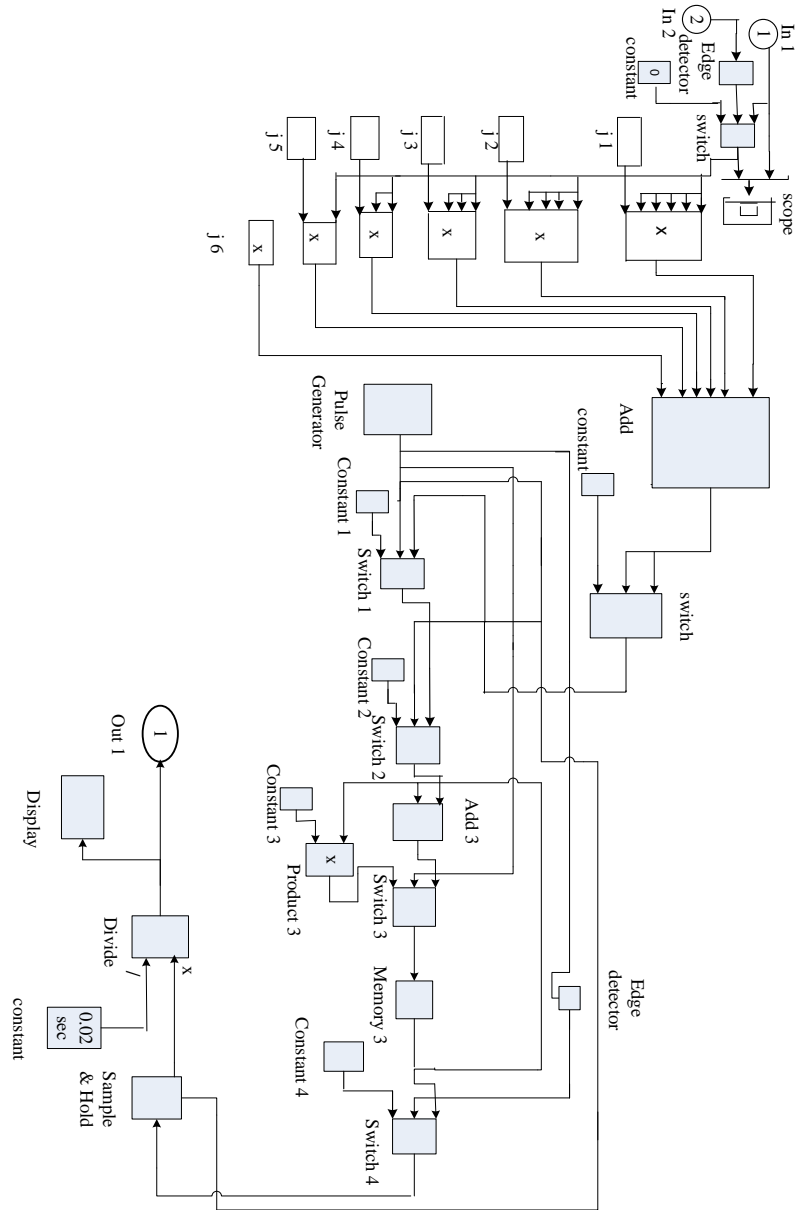 In 1
1
In 2
2
Edge
detector
constant
0
switch
scope
j 1
j 2
j 3
j 4
j 5
j 6
x
x
x
x
x
x
Add
constant
switch
Pulse
Generator
Constant 1
Switch 1
Constant 2
Switch 2
Add 3
Constant 3
x
Product 3
Switch 3
Memory 3
Edge
detector
Constant 4
Switch 4
Sample
& Hold
0.02
sec
constant
x
/
Divide
Display
1
Out 1